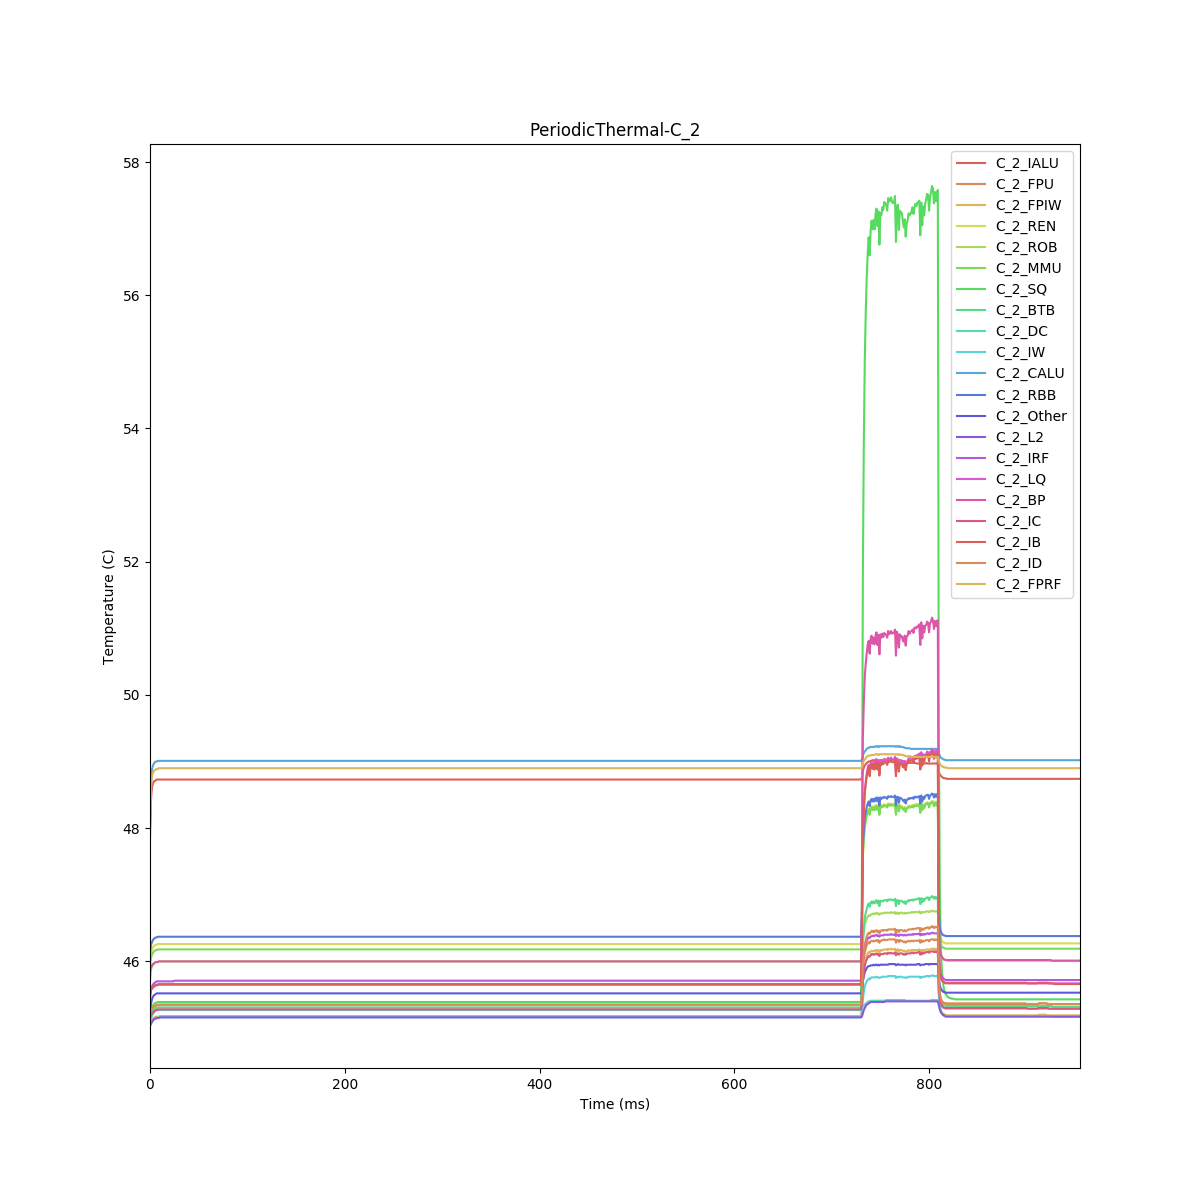 PeriodicThermal-C_2
58
56
54
52
50
48
46
Temperature (C)
0 200 400 600 800
Time (ms)
C_2_IALU
C_2_FPU
C_2_FPIW
C_2_REN
C_2_ROB
C_2_MMU
C_2_SQ
C_2_BTB
C_2_DC
C_2_IW
C_2_CALU
C_2_RBB
C_2_Other
C_2_L2
C_2_IRF
C_2_LQ
C_2_BP
C_2_IC
C_2_IB
C_2_ID
C_2_FPRF